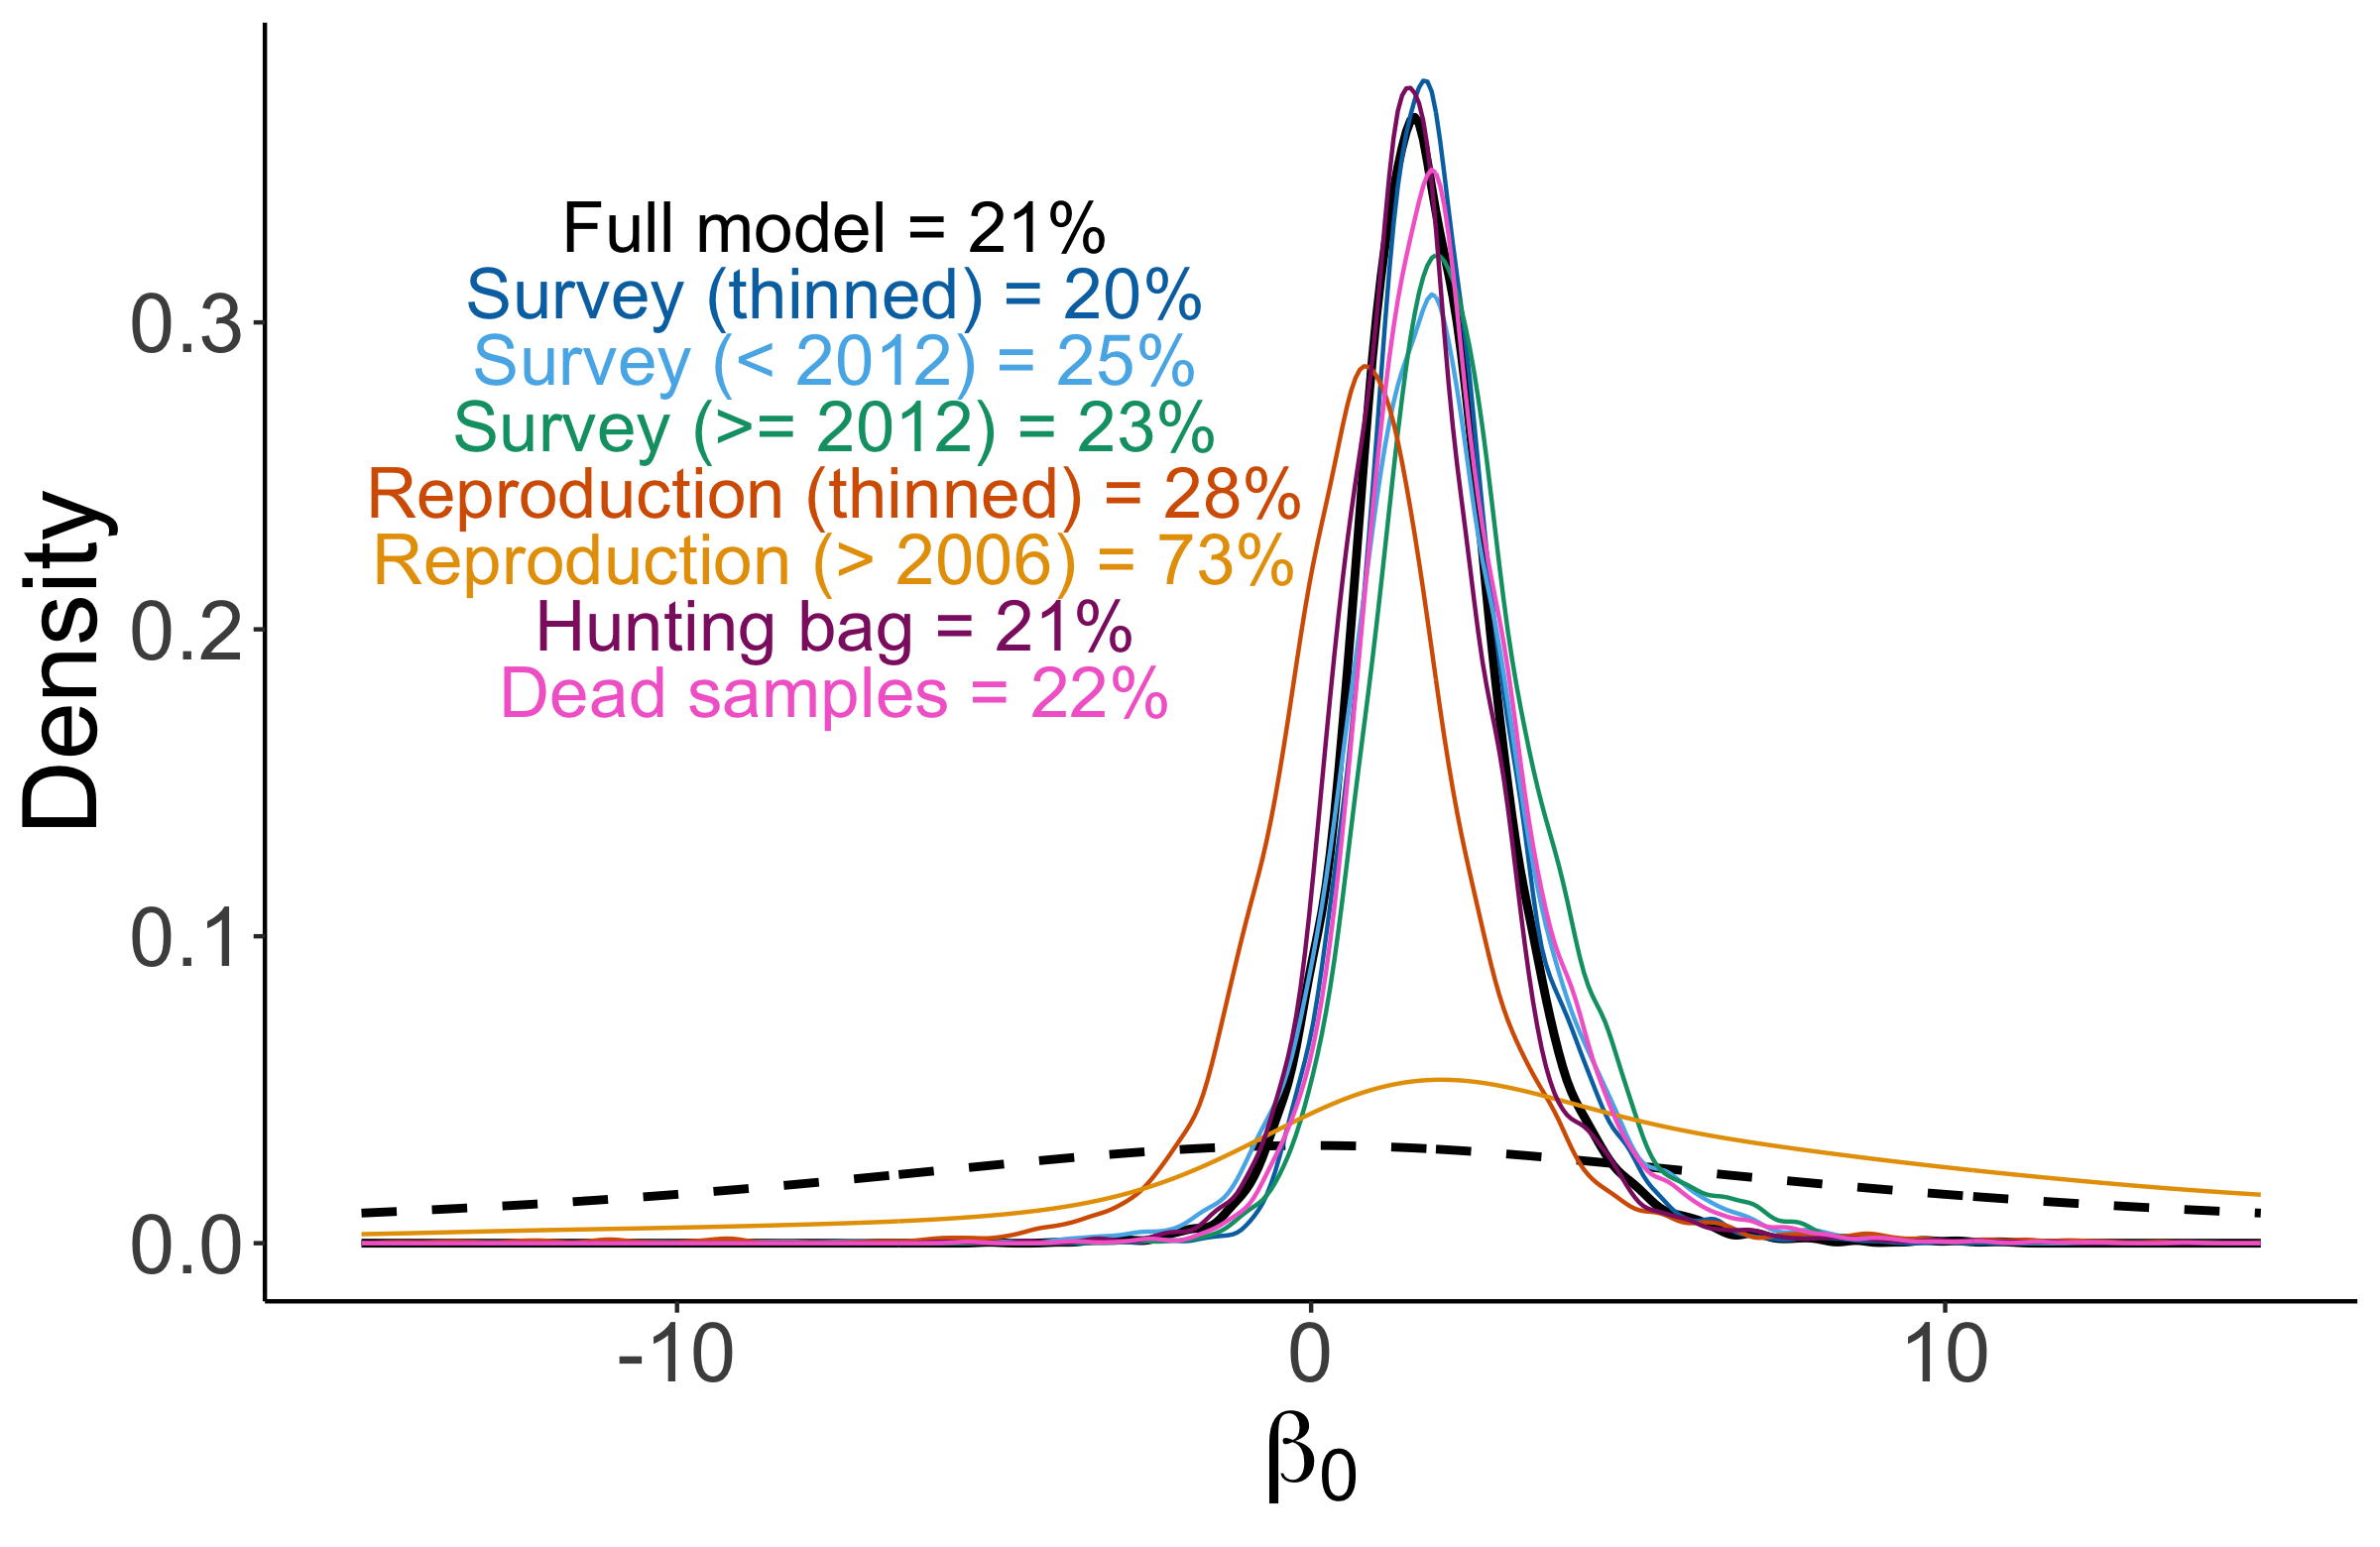 Full model = 21%
Survey (thinned) = 20%
Survey (< 2012) = 25%
Survey (>= 2012) = 23%
Reproduction (thinned) = 28%
Reproduction (> 2006) = 73%
Hunting bag = 21%
Dead samples = 22%
Density
0.3
0.2
0.1
0.0
-10 0 10
β0